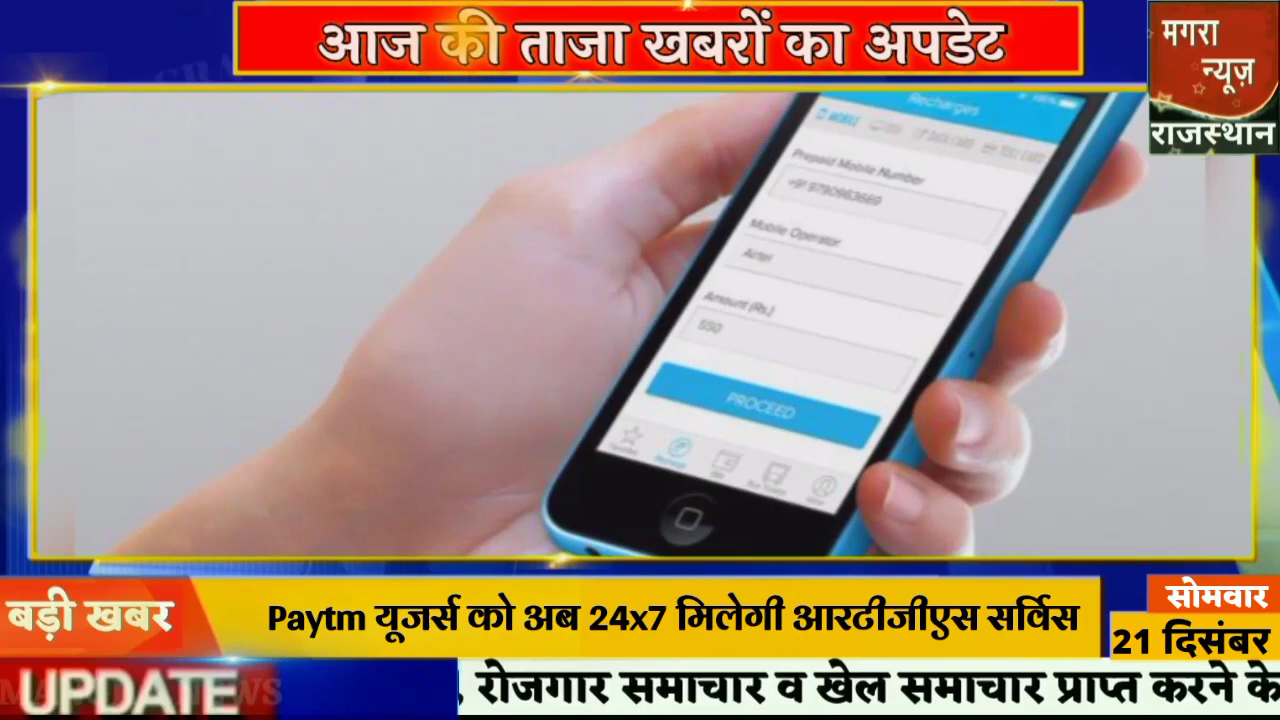 आज की ताजा खबरों का अपडेट
मगरा
न्यूज़
राजस्थान
Recharges
MOBILE
Prepaid Mobile Number
Mobile Operator
Airtel
Amount (Rs.)
550
PROCEED
बड़ी खबर
Paytm यूजर्स को अब 24x7 मिलेगी आरटीजीएस सर्विस
सोमवार
21 दिसंबर
UPDATE
, रोजगार समाचार व खेल समाचार प्राप्त करने के